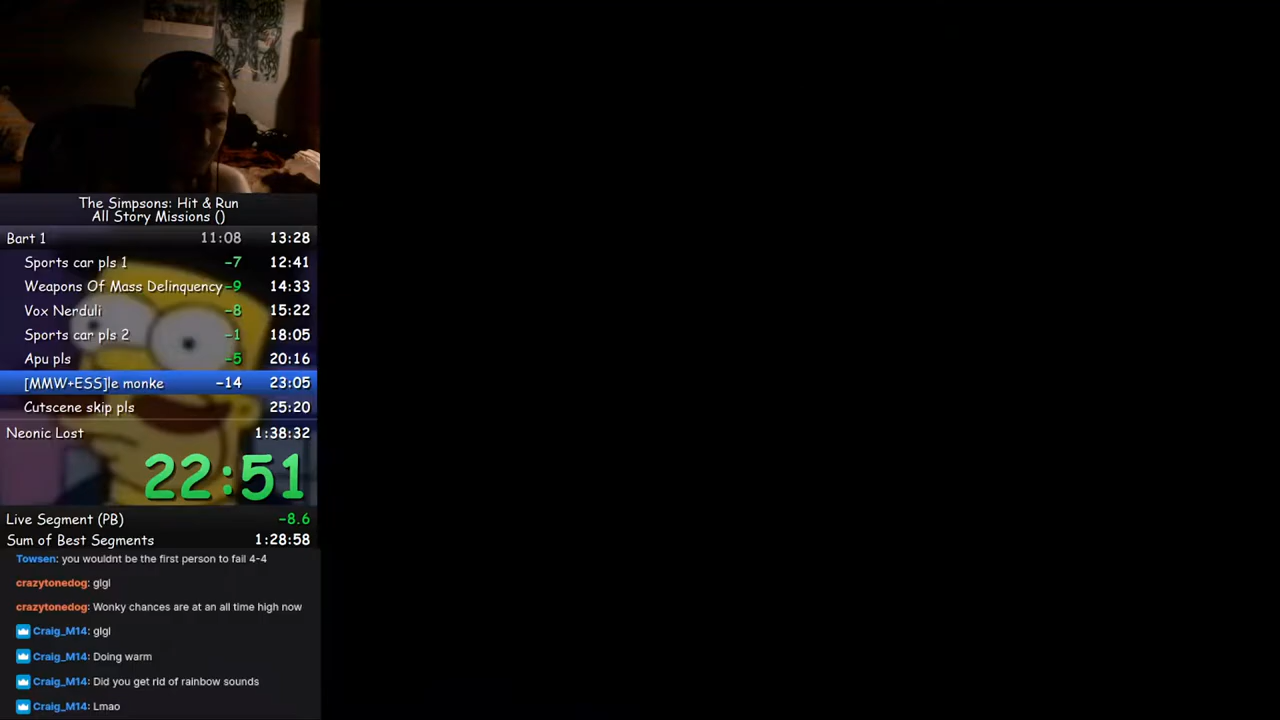 The Simpsons: Hit & Run
All Story Missions ()
Bart 1 11:08 13:28
Sports car pls 1 -7 12:41
Weapons Of Mass Delinquency -9 14:33
Vox Nerduli -8 15:22
Sports car pls 2 -1 18:05
Apu pls -5 20:16
[MMW+ESS]le monke -14 23:05
Cutscene skip pls 25:20
Neonic Lost 1:38:32
22:51
Live Segment (PB) -8.6
Sum of Best Segments 1:28:58
Towsen: you wouldnt be the first person to fail 4-4
crazytonedog: glgl
crazytonedog: Wonky chances are at an all time high now
Craig_M14: glgl
Craig_M14: Doing warm
Craig_M14: Did you get rid of rainbow sounds
Craig_M14: Lmao